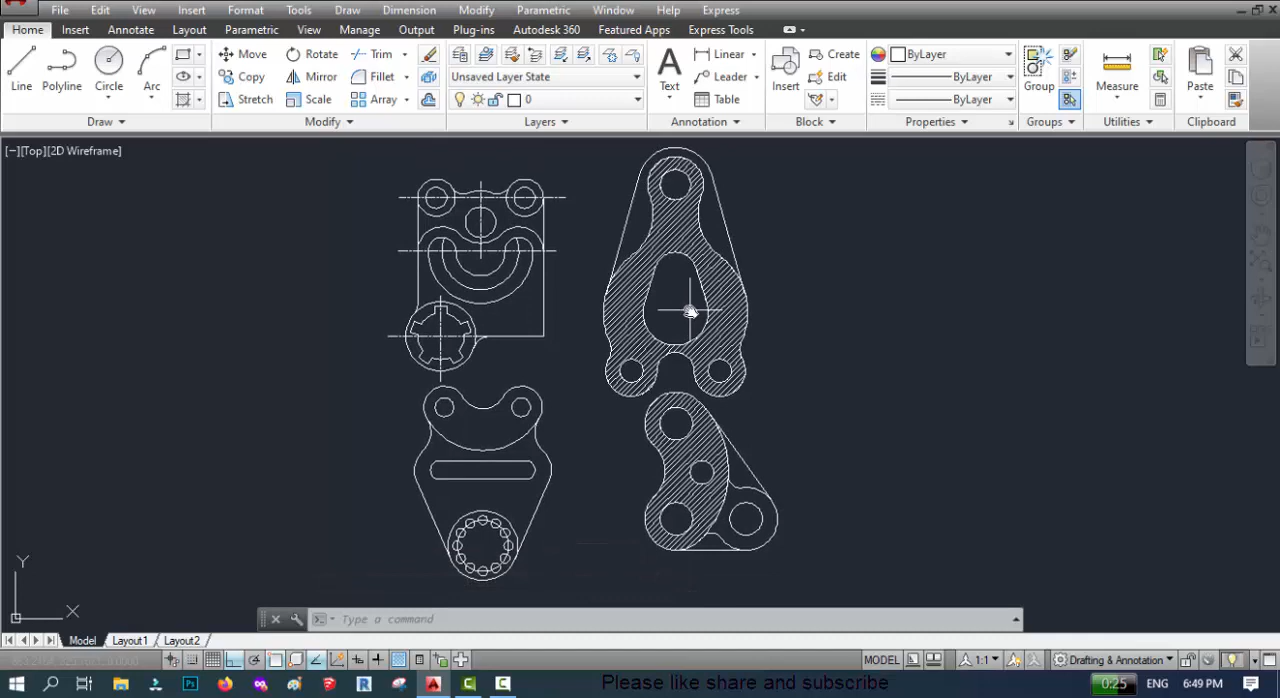 File Edit View Insert Format Tools Draw Dimension Modify Parametric Window Help Express
Home Insert Annotate Layout Parametric View Manage Output Plug-ins Autodesk 360 Featured Apps Express Tools
Line Polyline Circle Arc
Move Rotate Trim
Copy Mirror Fillet
Stretch Scale Array
Unsaved Layer State
0
Text
Linear
Leader
Table
Insert
Create
Edit
ByLayer
ByLayer
ByLayer
Group
Measure
Paste
Draw Modify Layers Annotation Block Properties Groups Utilities Clipboard
[−][Top][2D Wireframe]
Y
X
Type a command
Model Layout1 Layout2
MODEL 1:1 Drafting & Annotation
Please like share and subscribe
0:25 ENG 6:49 PM